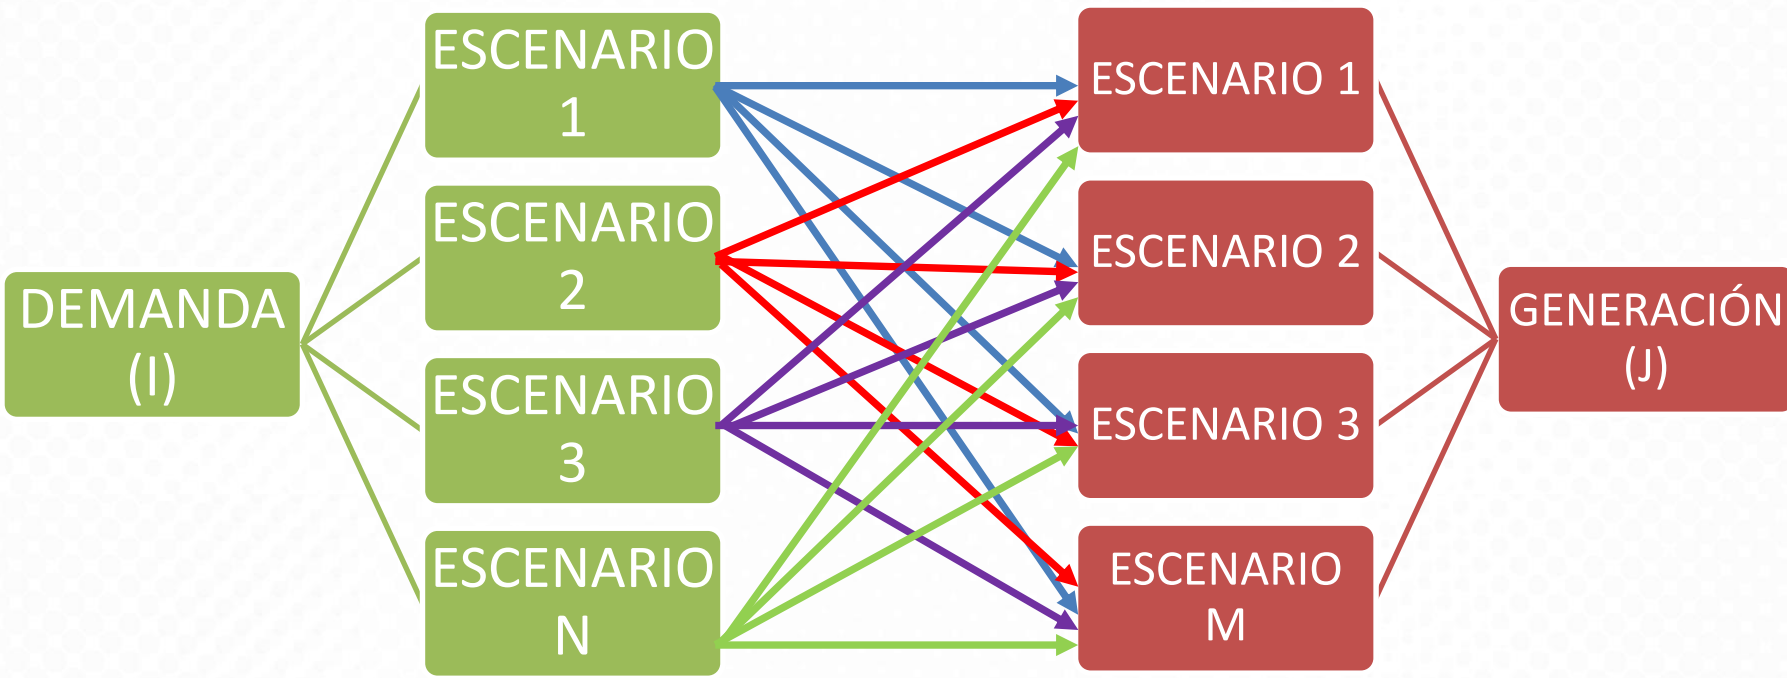 DEMANDA
(I)
ESCENARIO
1
ESCENARIO
2
ESCENARIO
3
ESCENARIO
N
ESCENARIO 1
ESCENARIO 2
ESCENARIO 3
ESCENARIO
M
GENERACIÓN
(J)